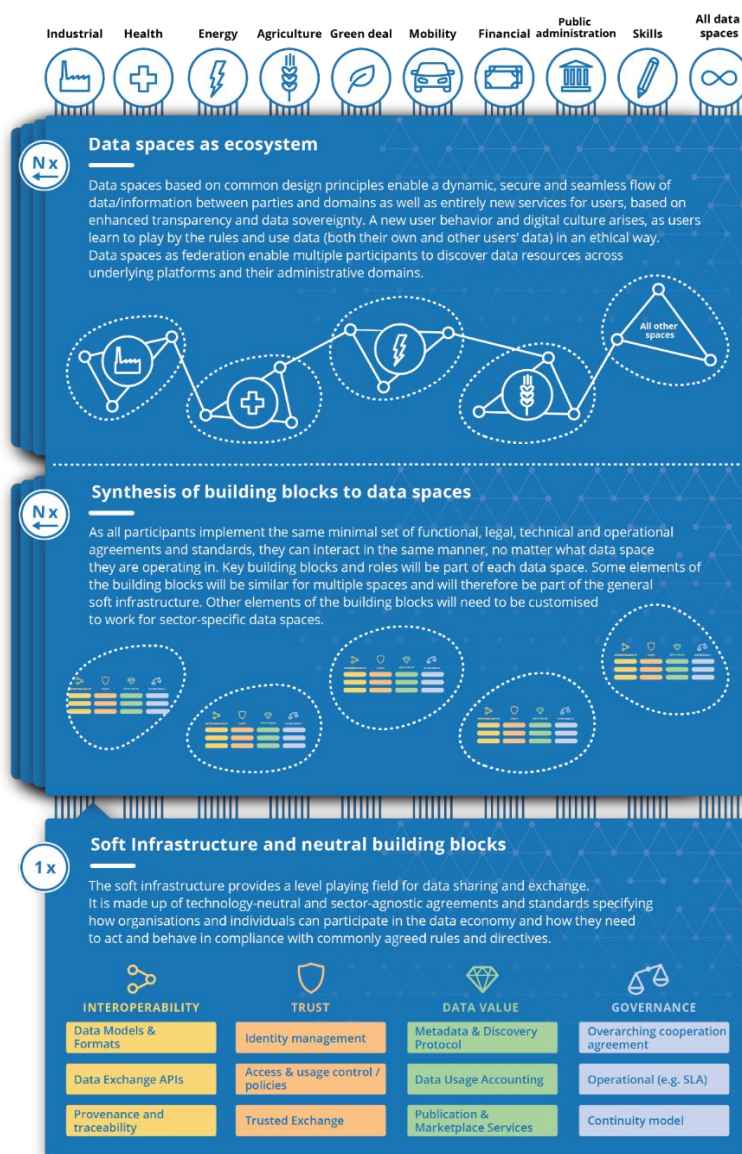 Industrial
Health
Energy
Agriculture
Green deal
Mobility
Financial
Public
administration
Skills
All data
spaces
N x
Data spaces as ecosystem
Data spaces based on common design principles enable a dynamic, secure and seamless flow of
data/information between parties and domains as well as entirely new services for users, based on
enhanced transparency and data sovereignty. A new user behavior and digital culture arises, as users
learn to play by the rules and use data (both their own and other users' data) in an ethical way.
Data spaces as federation enable multiple participants to discover data resources across
underlying platforms and their administrative domains.
All other
spaces
N x
Synthesis of building blocks to data spaces
As all participants implement the same minimal set of functional, legal, technical and operational
agreements and standards, they can interact in the same manner, no matter what data space
they are operating in. Key building blocks and roles will be part of each data space. Some elements of
the building blocks will be similar for multiple spaces and will therefore be part of the general
soft infrastructure. Other elements of the building blocks will need to be customised
to work for sector-specific data spaces.
1 x
Soft Infrastructure and neutral building blocks
The soft infrastructure provides a level playing field for data sharing and exchange.
It is made up of technology-neutral and sector-agnostic agreements and standards specifying
how organisations and individuals can participate in the data economy and how they need
to act and behave in compliance with commonly agreed rules and directives.
INTEROPERABILITY
Data Models &
Formats
Data Exchange APIs
Provenance and
traceability
TRUST
Identity management
Access & usage control /
policies
Trusted Exchange
DATA VALUE
Metadata & Discovery
Protocol
Data Usage Accounting
Publication &
Marketplace Services
GOVERNANCE
Overarching cooperation
agreement
Operational (e.g. SLA)
Continuity model